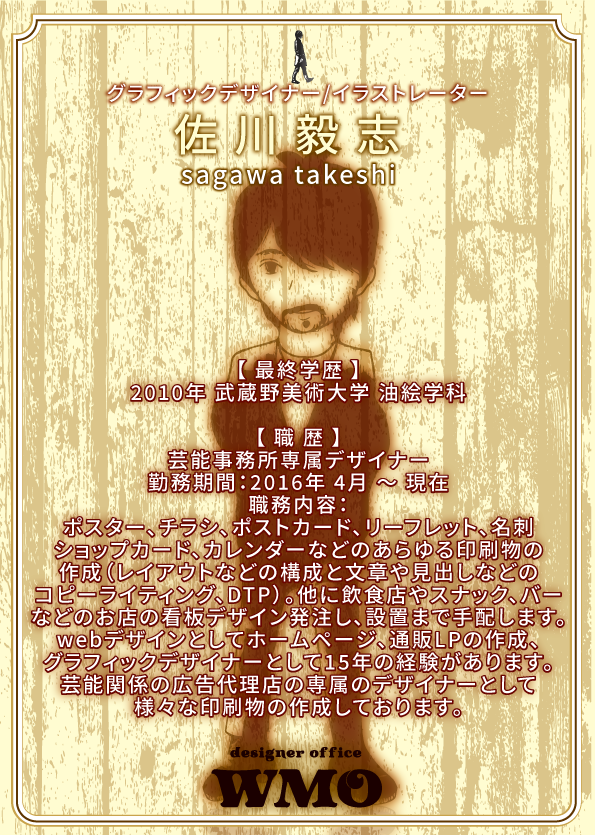 グラフィックデザイナー/イラストレーター
佐川毅志
sagawa takeshi
【 最終学歴 】
2010年 武蔵野美術大学 油絵学科
【 職 歴 】
芸能事務所専属デザイナー
勤務期間：2016年 4月 ～ 現在
職務内容：
ポスター、チラシ、ポストカード、リーフレット、名刺
ショップカード、カレンダーなどのあらゆる印刷物の
作成（レイアウトなどの構成と文章や見出しなどの
コピーライティング、DTP）。他に飲食店やスナック、バー
などのお店の看板デザイン発注し、設置まで手配します。
webデザインとしてホームページ、通販LPの作成、
グラフィックデザイナーとして15年の経験があります。
芸能関係の広告代理店の専属のデザイナーとして
様々な印刷物の作成しております。
designer office
WMO